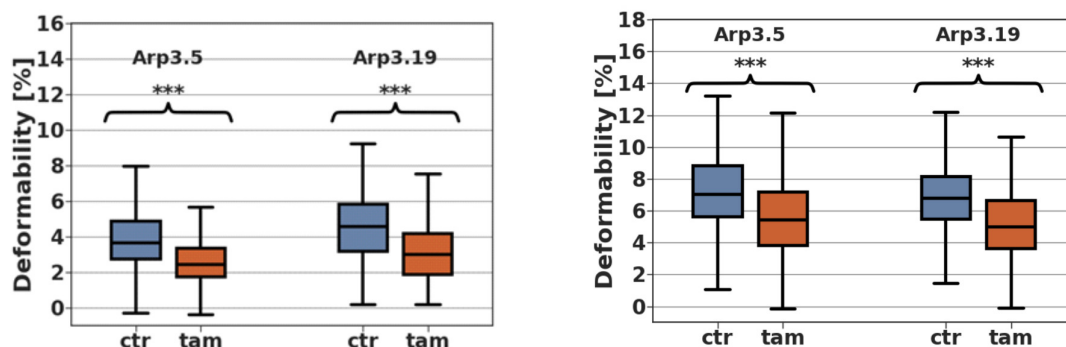 Deformability [%]
16
14
12
10
8
6
4
2
0
Arp3.5
***
Arp3.19
***
ctr tam ctr tam
Deformability [%]
18
16
14
12
10
8
6
4
2
0
Arp3.5
***
Arp3.19
***
ctr tam ctr tam